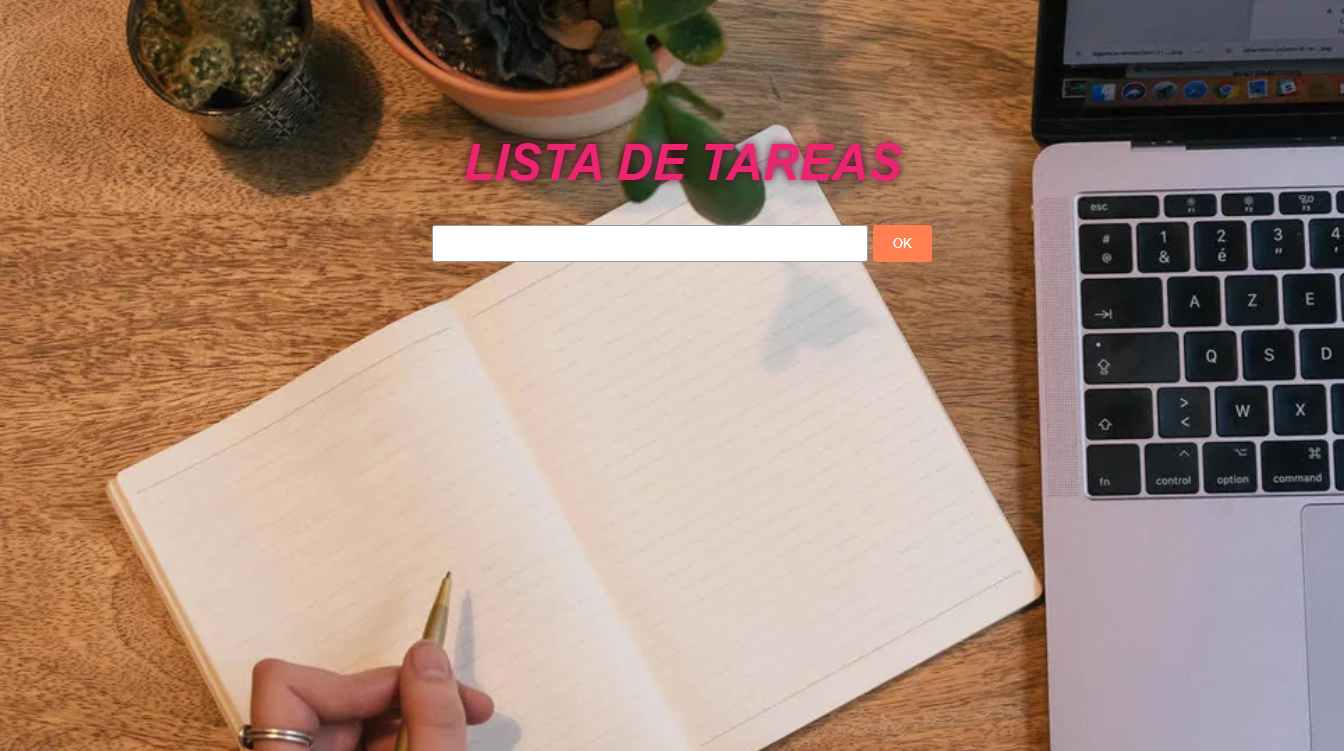 LISTA DE TAREAS
OK
esc
F1
F2
F3
#
@
1
&
2
é
3
"
4
'
A
Z
E
Q
S
D
>
<
W
X
fn
control
option
command